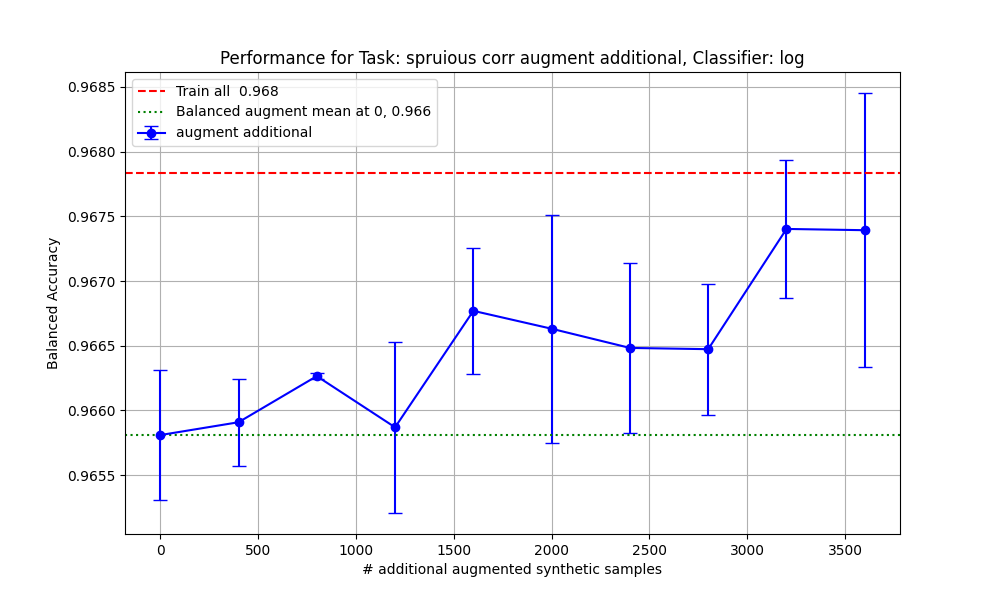 Performance for Task: spruious corr augment additional, Classifier: log
Train all  0.968
Balanced augment mean at 0, 0.966
augment additional
Balanced Accuracy
0.9685
0.9680
0.9675
0.9670
0.9665
0.9660
0.9655
0 500 1000 1500 2000 2500 3000 3500
# additional augmented synthetic samples